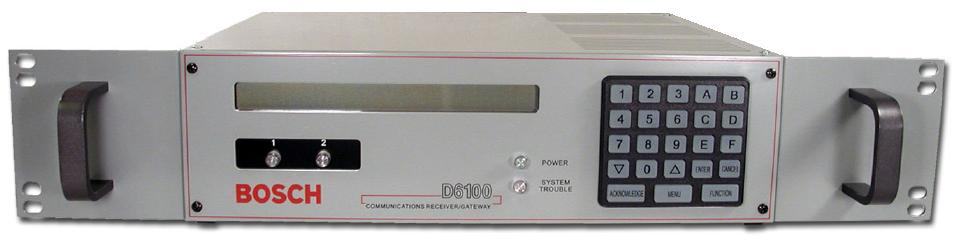 1 2
BOSCH
D6100
COMMUNICATIONS RECEIVER/GATEWAY
POWER
SYSTEM
TROUBLE
1 2 3 A B
4 5 6 C D
7 8 9 E F
▽ 0 △ ENTER CANCEL
ACKNOWLEDGE MENU FUNCTION